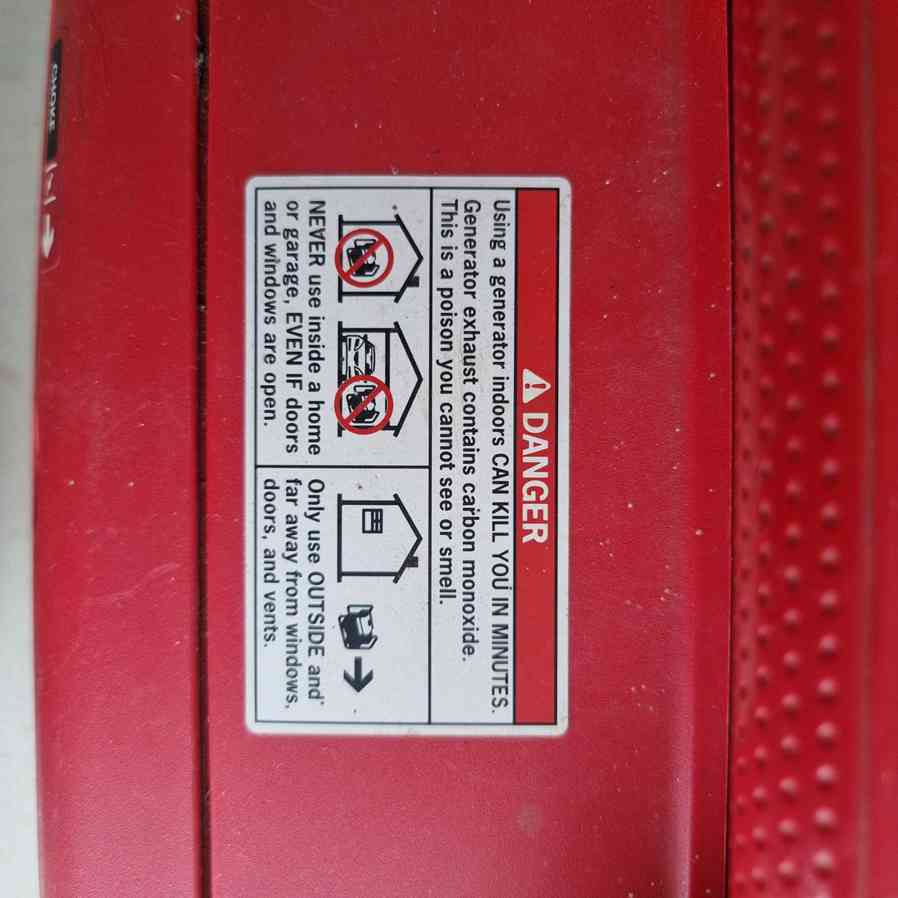 CHOKE
DANGER
Using a generator indoors CAN KILL YOU IN MINUTES.
Generator exhaust contains carbon monoxide.
This is a poison you cannot see or smell.
NEVER use inside a home
or garage, EVEN IF doors
and windows are open.
Only use OUTSIDE and
far away from windows,
doors, and vents.